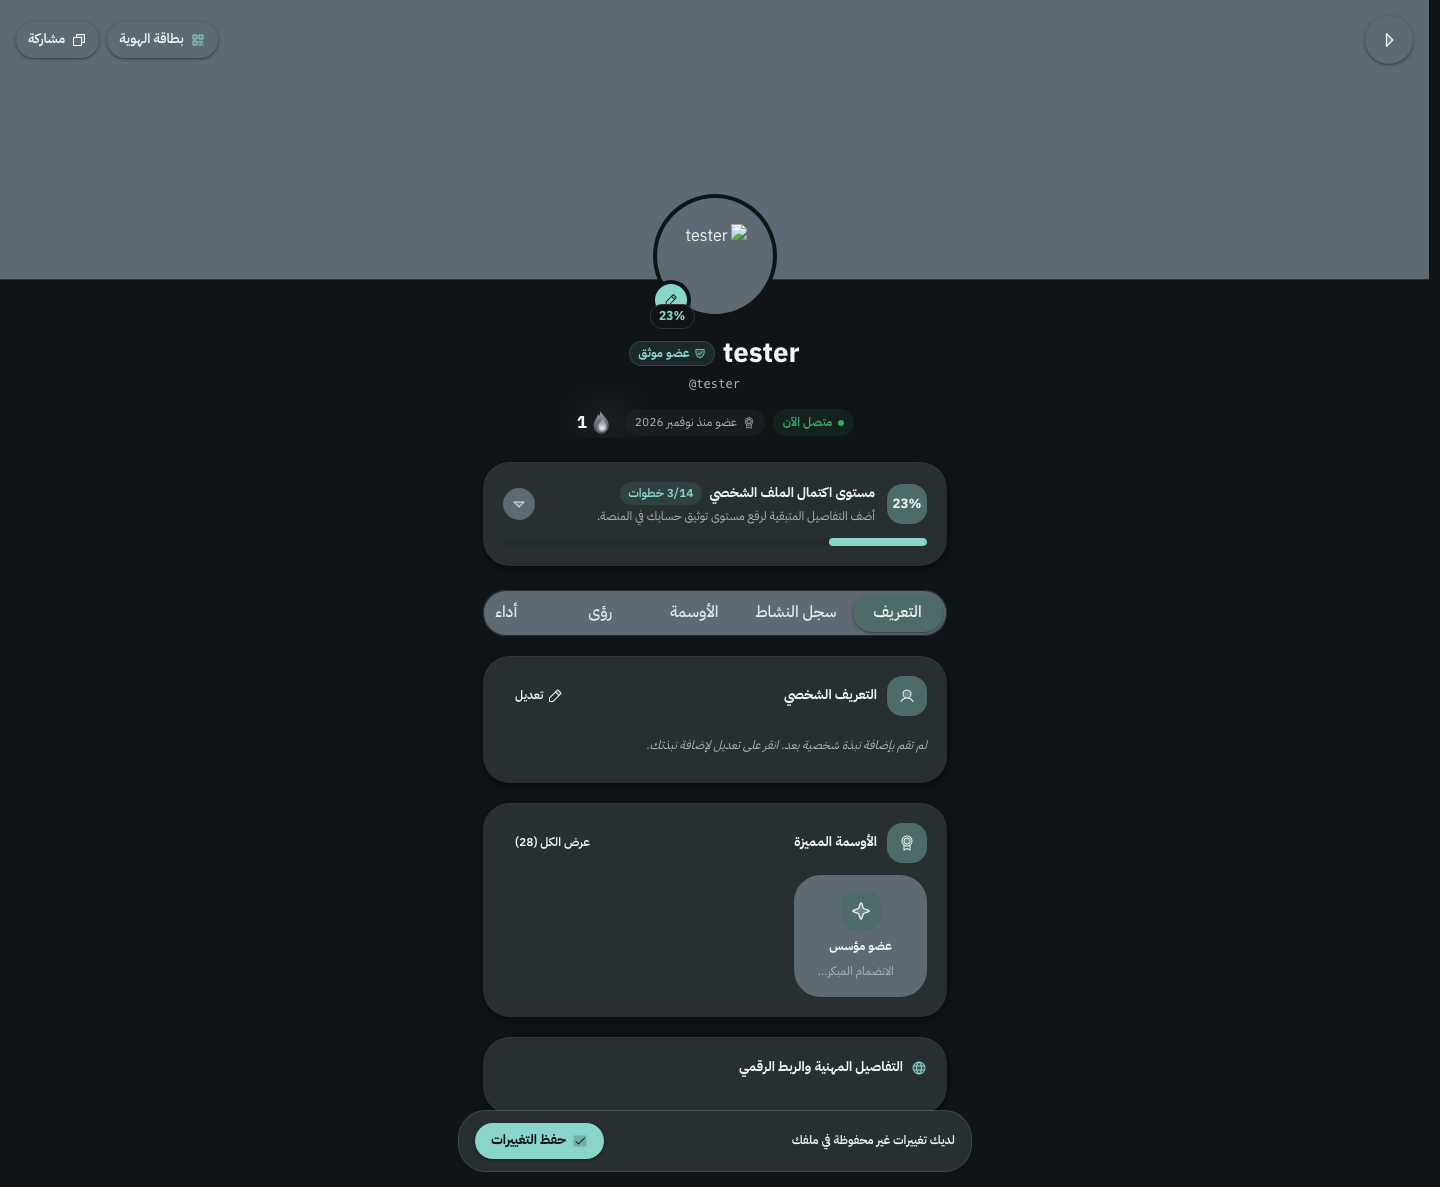 بطاقة الهوية
مشاركة
tester
23%
tester
عضو موثق
@tester
متصل الآن
عضو منذ نوفمبر 2026
1
23%
مستوى اكتمال الملف الشخصي
3/14 خطوات
أضف التفاصيل المتبقية لرفع مستوى توثيق حسابك في المنصة.
التعريف
سجل النشاط
الأوسمة
رؤى
أداء
التعريف الشخصي
تعديل
لم تقم بإضافة نبذة شخصية بعد. انقر على تعديل لإضافة نبذتك.
الأوسمة المميزة
عرض الكل (28)
عضو مؤسس
الانضمام المبكر...
التفاصيل المهنية والربط الرقمي
لديك تغييرات غير محفوظة في ملفك
حفظ التغييرات